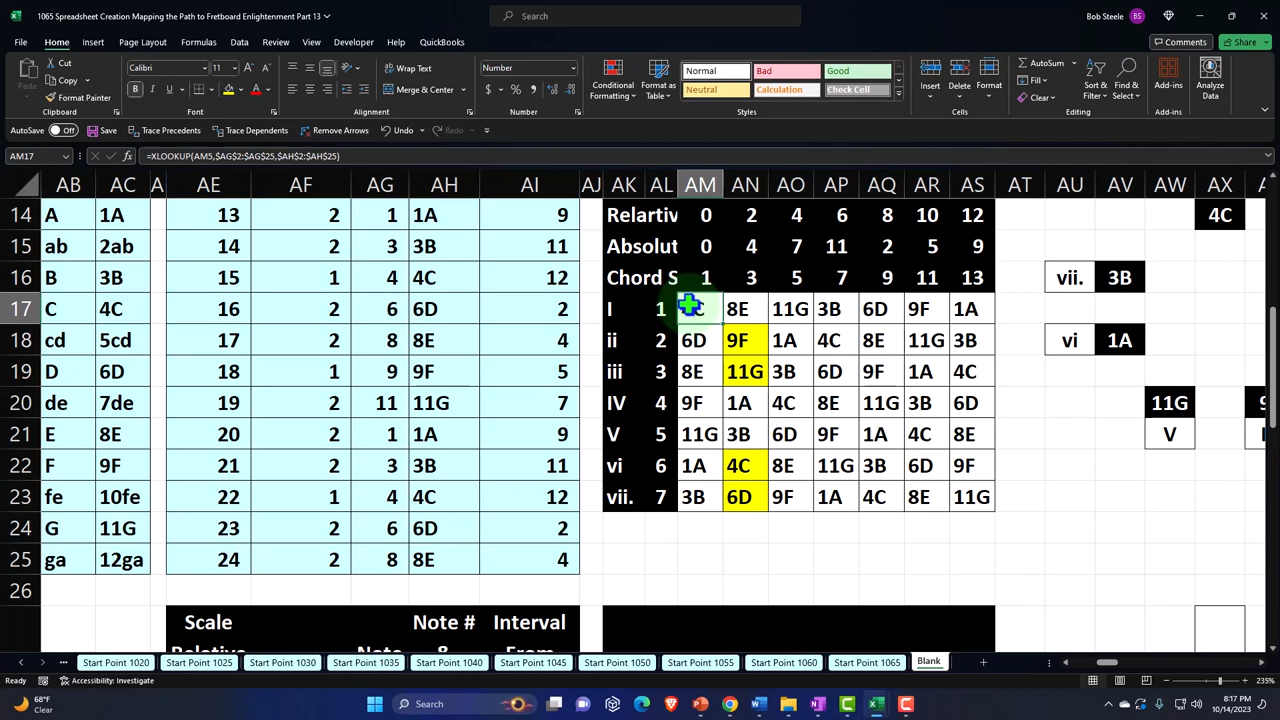 1065 Spreadsheet Creation Mapping the Path to Fretboard Enlightenment Part 13
Search
Bob Steele BS
File Home Insert Page Layout Formulas Data Review View Developer Automate Help QuickBooks
Comments Share
Paste Cut Copy Format Painter Calibri 11 Wrap Text Merge & Center Number
Conditional Formatting Format as Table Normal Bad Good Neutral Calculation Check Cell
Insert Delete Format AutoSum Fill Clear Sort & Filter Find & Select Add-ins Analyze Data
Clipboard Font Alignment Number Styles Cells Editing Add-ins
AutoSave Off Save Trace Precedents Trace Dependents Remove Arrows Undo Redo
AM17 fx =XLOOKUP(AM5,$AG$2:$AG$25,$AH$2:$AH$25)
AB AC A AE AF AG AH AI AJ AK AL AM AN AO AP AQ AR AS AT AU AV AW AX
14 A 1A 13 2 1 1A 9 Relartiv 0 2 4 6 8 10 12 4C
15 ab 2ab 14 2 3 3B 11 Absolut 0 4 7 11 2 5 9
16 B 3B 15 1 4 4C 12 Chord S 1 3 5 7 9 11 13 vii. 3B
17 C 4C 16 2 6 6D 2 I 1 8E 11G 3B 6D 9F 1A
18 cd 5cd 17 2 8 8E 4 ii 2 6D 9F 1A 4C 8E 11G 3B vi 1A
19 D 6D 18 1 9 9F 5 iii 3 8E 11G 3B 6D 9F 1A 4C
20 de 7de 19 2 11 11G 7 IV 4 9F 1A 4C 8E 11G 3B 6D 11G
21 E 8E 20 2 1 1A 9 V 5 11G 3B 6D 9F 1A 4C 8E V
22 F 9F 21 2 3 3B 11 vi 6 1A 4C 8E 11G 3B 6D 9F
23 fe 10fe 22 1 4 4C 12 vii. 7 3B 6D 9F 1A 4C 8E 11G
24 G 11G 23 2 6 6D 2
25 ga 12ga 24 2 8 8E 4
26
Scale Note # Interval
Start Point 1020 Start Point 1025 Start Point 1030 Start Point 1035 Start Point 1040 Start Point 1045 Start Point 1050 Start Point 1055 Start Point 1060 Start Point 1065 Blank
Ready Accessibility: Investigate 235%
68°F
Clear Search 8:17 PM
10/14/2023